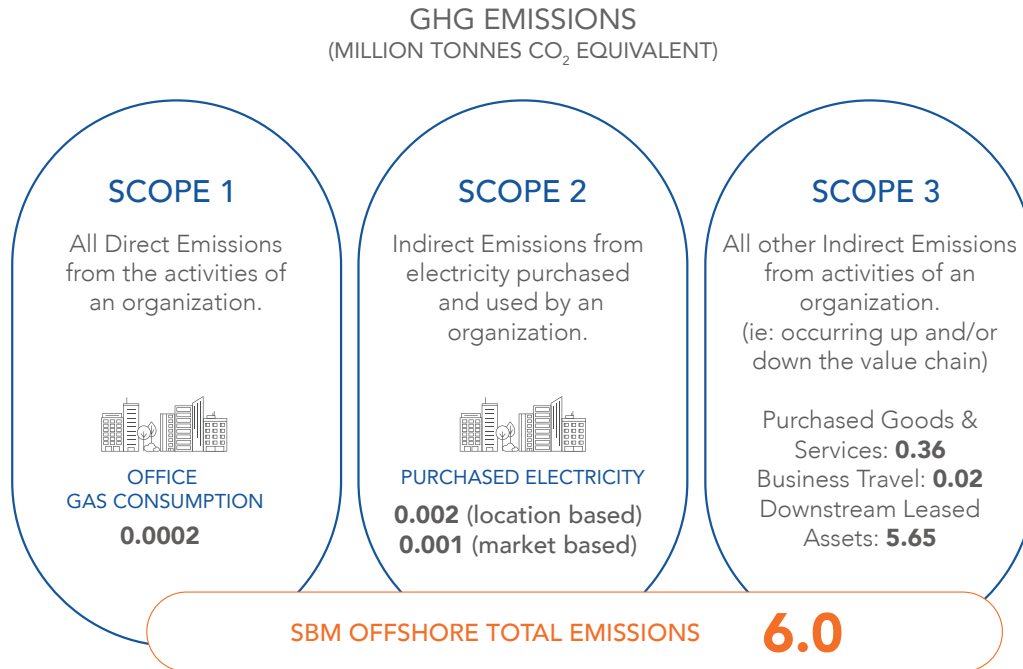 GHG EMISSIONS
(MILLION TONNES CO₂ EQUIVALENT)
SCOPE 1
All Direct Emissions
from the activities of
an organization.
OFFICE
GAS CONSUMPTION
0.0002
SCOPE 2
Indirect Emissions from
electricity purchased
and used by an
organization.
PURCHASED ELECTRICITY
0.002 (location based)
0.001 (market based)
SCOPE 3
All other Indirect Emissions
from activities of an
organization.
(ie: occurring up and/or
down the value chain)
Purchased Goods &
Services: 0.36
Business Travel: 0.02
Downstream Leased
Assets: 5.65
SBM OFFSHORE TOTAL EMISSIONS 6.0